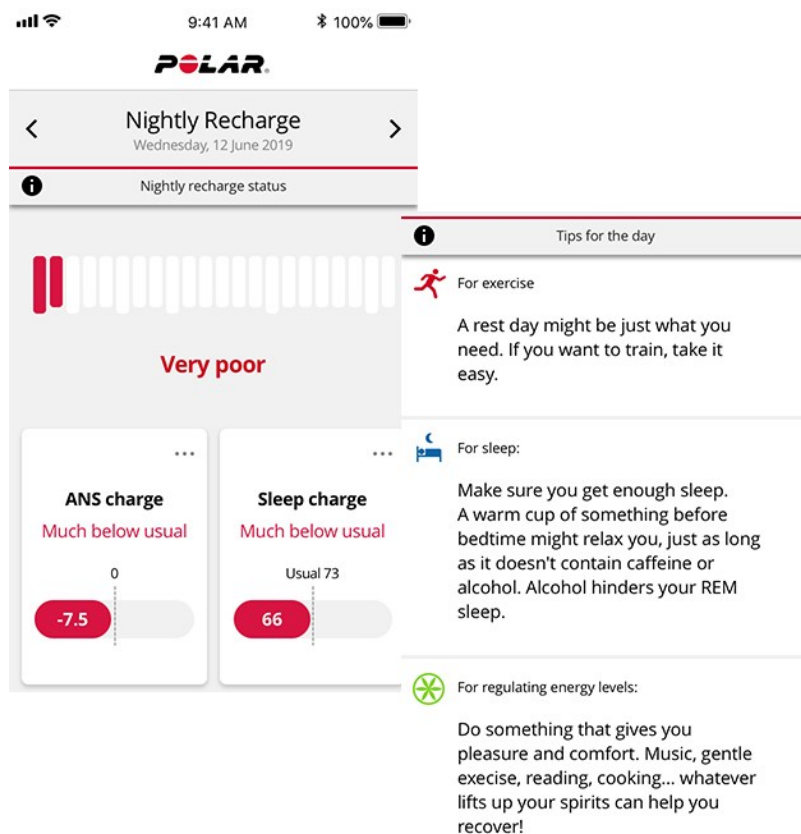 9:41 AM
100%
POLAR.
Nightly Recharge
Wednesday, 12 June 2019
Nightly recharge status
Very poor
ANS charge
Much below usual
0
-7.5
Sleep charge
Much below usual
Usual 73
66
Tips for the day
For exercise
A rest day might be just what you
need. If you want to train, take it
easy.
For sleep:
Make sure you get enough sleep.
A warm cup of something before
bedtime might relax you, just as long
as it doesn't contain caffeine or
alcohol. Alcohol hinders your REM
sleep.
For regulating energy levels:
Do something that gives you
pleasure and comfort. Music, gentle
execise, reading, cooking... whatever
lifts up your spirits can help you
recover!